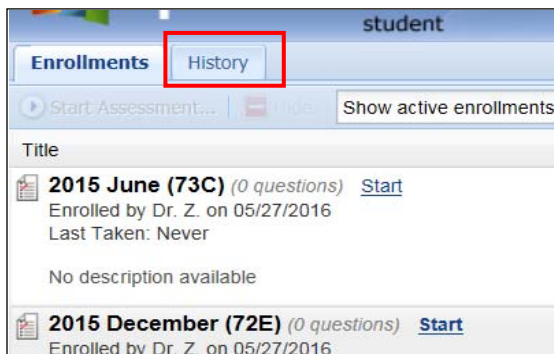 student
Enrollments History
Start Assessment... Hide Show active enrollments
Title
2015 June (73C) (0 questions) Start
Enrolled by Dr. Z. on 05/27/2016
Last Taken: Never
No description available
2015 December (72E) (0 questions) Start
Enrolled by Dr. Z. on 05/27/2016